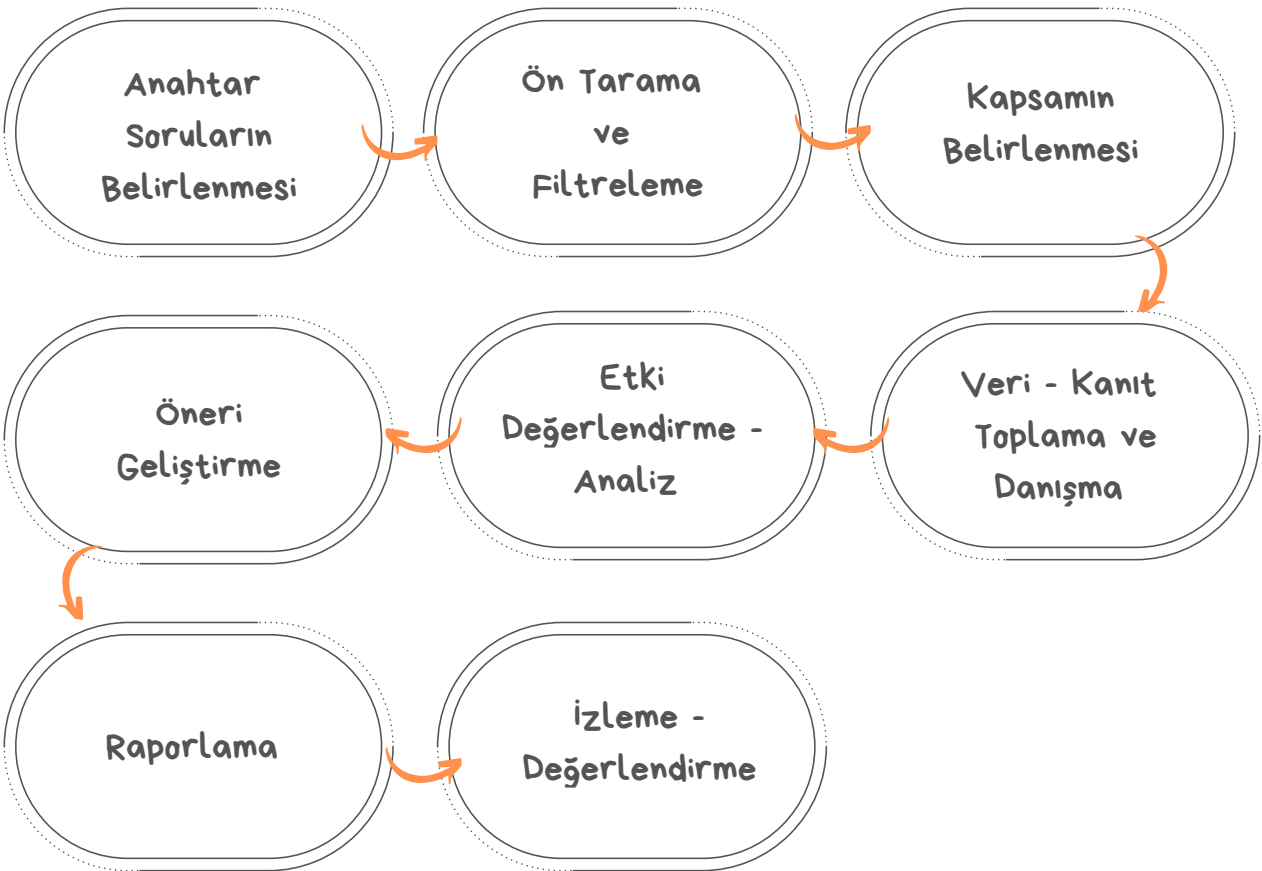 Anahtar
Soruların
Belirlenmesi
Ön Tarama
ve
Filtreleme
Kapsamın
Belirlenmesi
Veri - Kanıt
Toplama ve
Danışma
Etki
Değerlendirme -
Analiz
Öneri
Geliştirme
Raporlama
İzleme -
Değerlendirme